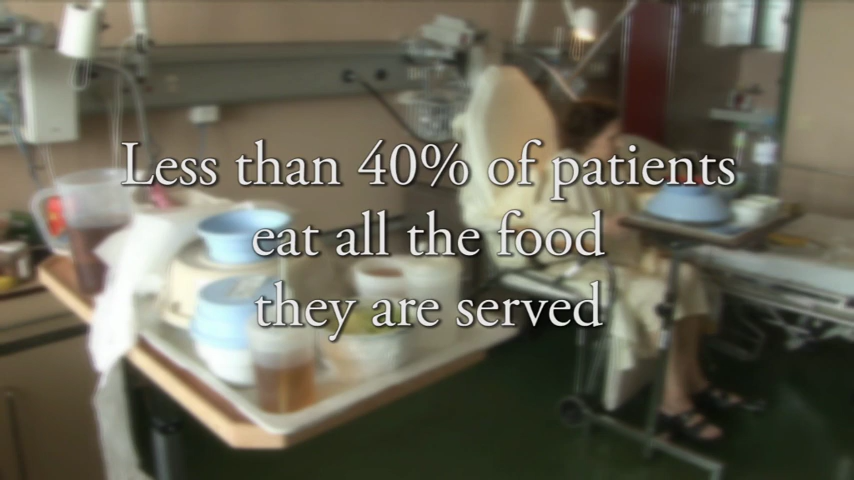 Less than 40% of patients
eat all the food
they are served